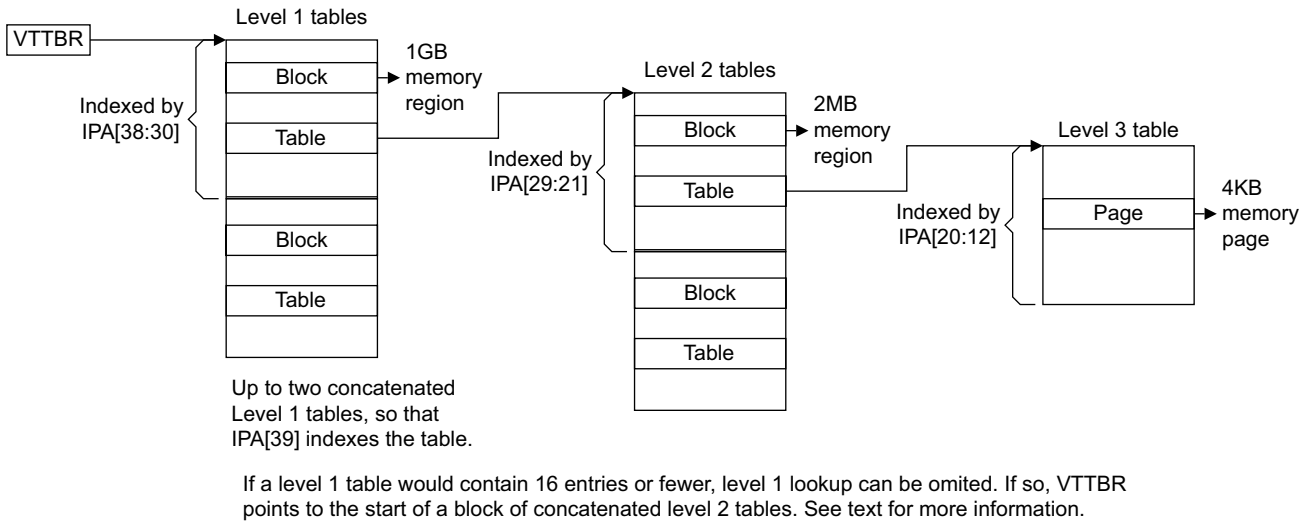 Level 1 tables
VTTBR
Indexed by
IPA[38:30]
Block
1GB
memory
region
Table
Block
Table
Up to two concatenated
Level 1 tables, so that
IPA[39] indexes the table.
Level 2 tables
Indexed by
IPA[29:21]
Block
2MB
memory
region
Table
Block
Table
Level 3 table
Indexed by
IPA[20:12]
Page
4KB
memory
page
If a level 1 table would contain 16 entries or fewer, level 1 lookup can be omited. If so, VTTBR
points to the start of a block of concatenated level 2 tables. See text for more information.